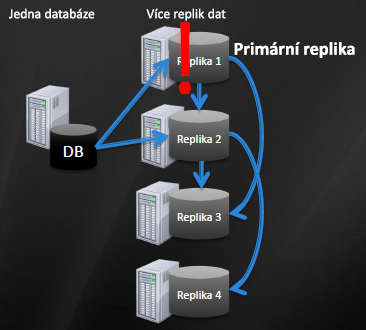 Jedna databáze
Více replik dat
Replika 1
Primární replika
DB
Replika 2
Replika 3
Replika 4